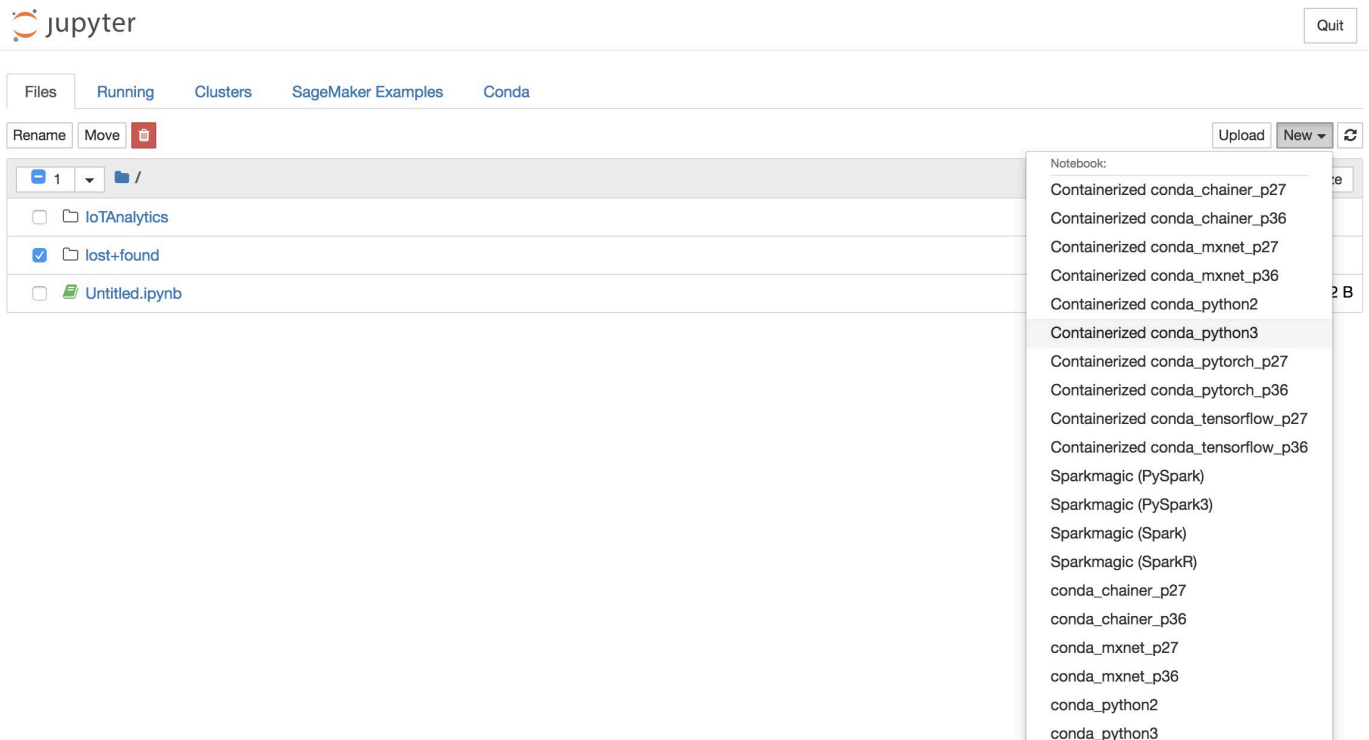 jupyter
Quit
Files Running Clusters SageMaker Examples Conda
Rename Move Upload New
1 /
Notebook:
Containerized conda_chainer_p27
IoTAnalytics
Containerized conda_chainer_p36
Containerized conda_mxnet_p27
lost+found
Containerized conda_mxnet_p36
Untitled.ipynb
2 B
Containerized conda_python2
Containerized conda_python3
Containerized conda_pytorch_p27
Containerized conda_pytorch_p36
Containerized conda_tensorflow_p27
Containerized conda_tensorflow_p36
Sparkmagic (PySpark)
Sparkmagic (PySpark3)
Sparkmagic (Spark)
Sparkmagic (SparkR)
conda_chainer_p27
conda_chainer_p36
conda_mxnet_p27
conda_mxnet_p36
conda_python2
conda_python3